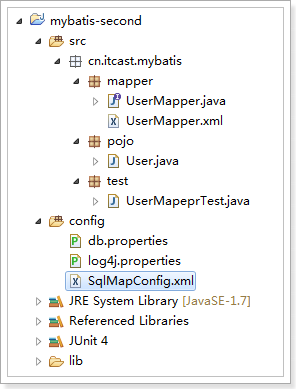 mybatis-second
src
cn.itcast.mybatis
mapper
UserMapper.java
UserMapper.xml
pojo
User.java
test
UserMapeprTest.java
config
db.properties
log4j.properties
SqlMapConfig.xml
JRE System Library [JavaSE-1.7]
Referenced Libraries
JUnit 4
lib